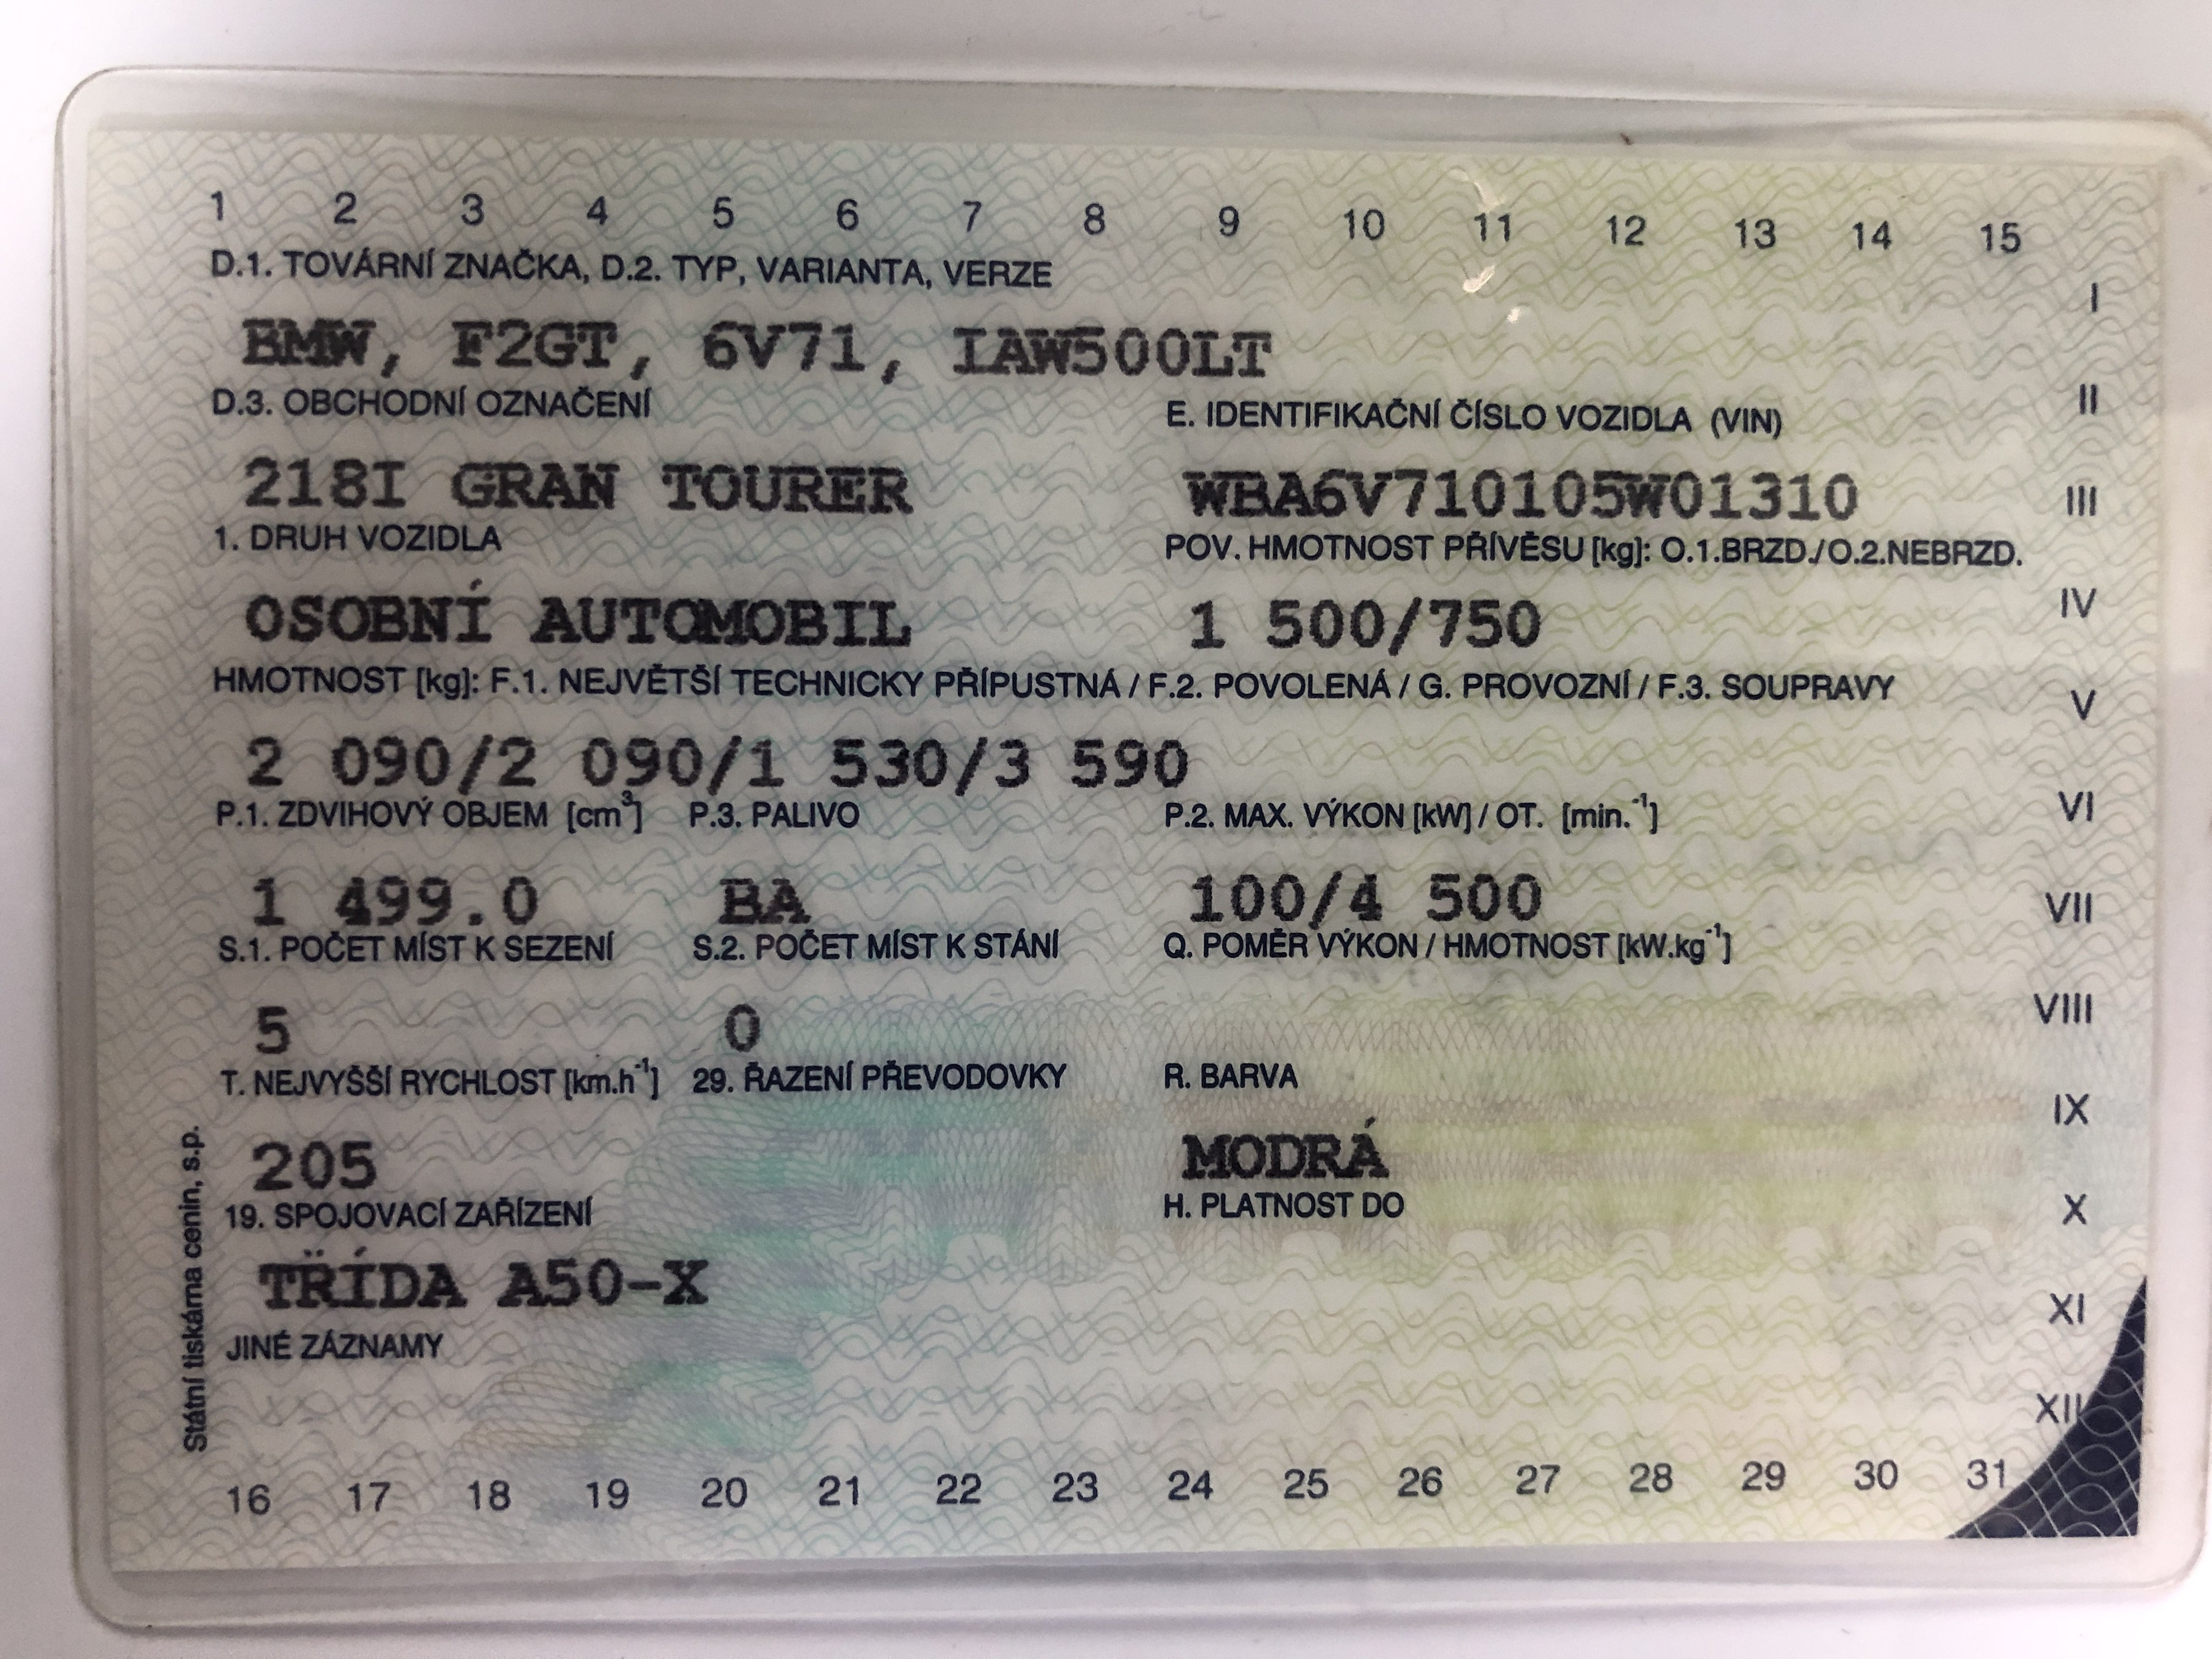 1 2 3 4 5 6 7 8 9 10 11 12 13 14 15
D.1. TOVÁRNÍ ZNAČKA, D.2. TYP, VARIANTA, VERZE
I
BMW, F2GT, 6V71, IAW500LT
D.3. OBCHODNÍ OZNAČENÍ E. IDENTIFIKAČNÍ ČÍSLO VOZIDLA (VIN) II
218I GRAN TOURER WBA6V710105W01310 III
1. DRUH VOZIDLA POV. HMOTNOST PŘÍVĚSU [kg]: O.1.BRZD./O.2.NEBRZD.
OSOBNÍ AUTOMOBIL 1 500/750 IV
HMOTNOST [kg]: F.1. NEJVĚTŠÍ TECHNICKY PŘÍPUSTNÁ / F.2. POVOLENÁ / G. PROVOZNÍ / F.3. SOUPRAVY V
2 090/2 090/1 530/3 590
P.1. ZDVIHOVÝ OBJEM [cm³] P.3. PALIVO P.2. MAX. VÝKON [kW] / OT. [min.⁻¹] VI
1 499.0 BA 100/4 500 VII
S.1. POČET MÍST K SEZENÍ S.2. POČET MÍST K STÁNÍ Q. POMĚR VÝKON / HMOTNOST [kW.kg⁻¹]
5 0 VIII
T. NEJVYŠŠÍ RYCHLOST [km.h⁻¹] 29. ŘAZENÍ PŘEVODOVKY R. BARVA IX
205 MODRÁ
19. SPOJOVACÍ ZAŘÍZENÍ H. PLATNOST DO X
TŘÍDA A50-X XI
JINÉ ZÁZNAMY
XII
16 17 18 19 20 21 22 23 24 25 26 27 28 29 30 31
Státní tiskárna cenin, s.p.